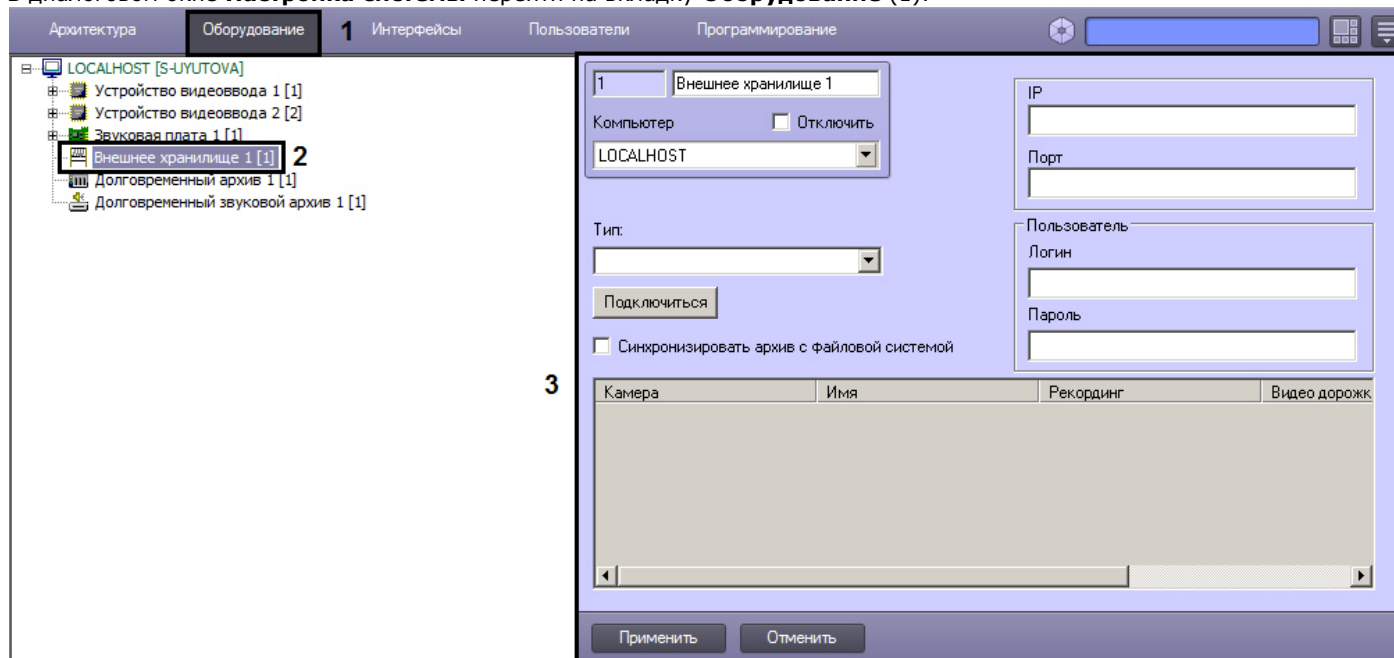 В диалоговом окне Настройка системы перейти на вкладку Оборудование (1).
Архитектура Оборудование 1 Интерфейсы Пользователи Программирование
LOCALHOST [S-UYUTOVA]
Устройство видеоввода 1 [1]
Устройство видеоввода 2 [2]
Звуковая плата 1 [1]
Внешнее хранилище 1 [1] 2
Долговременный архив 1 [1]
Долговременный звуковой архив 1 [1]
3
1 Внешнее хранилище 1
Компьютер Отключить
LOCALHOST
Тип:
Подключиться
Синхронизировать архив с файловой системой
IP
Порт
Пользователь
Логин
Пароль
Камера Имя Рекординг Видео дорожк
Применить Отменить